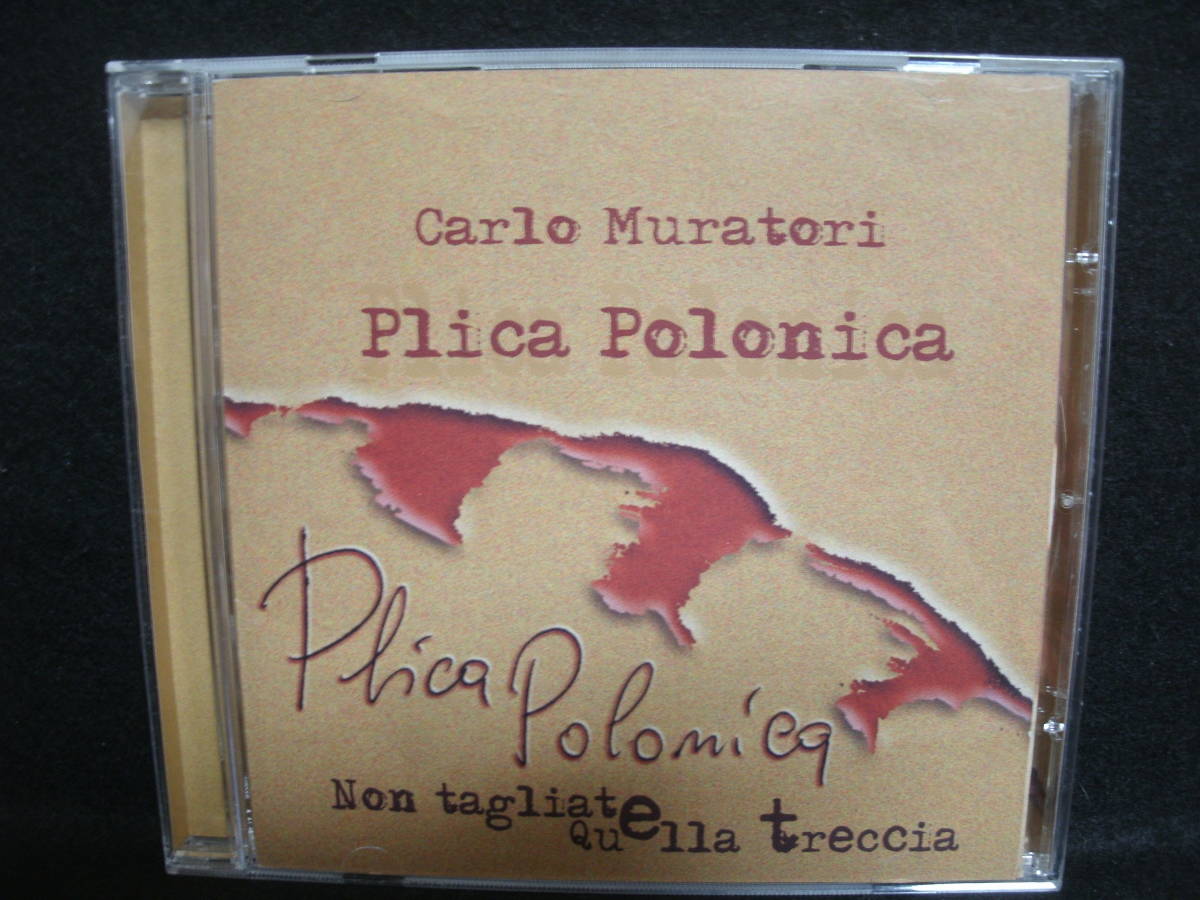 Carlo Muratori
Plica Polonica
Plica Polonica
Non tagliate
Quella treccia